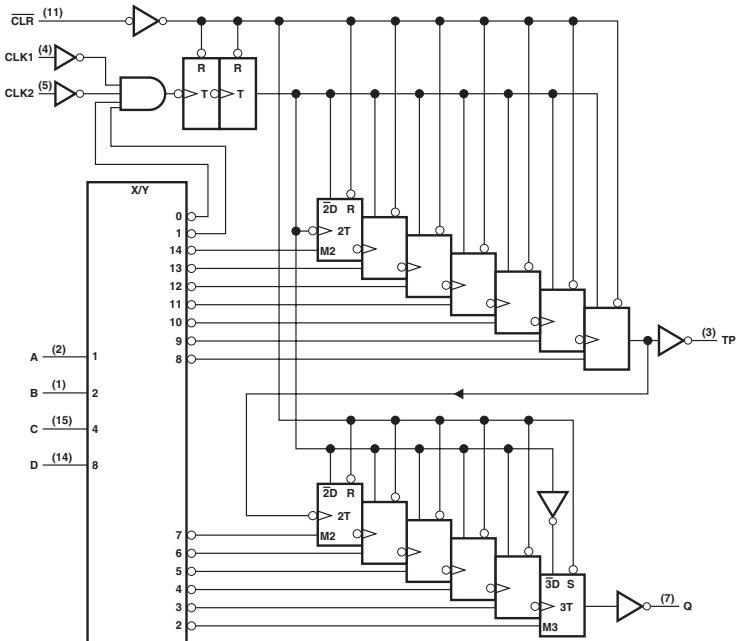 CLR (11)
CLK1 (4)
CLK2 (5)
R R
T T
X/Y
0
1
14
13
12
11
10
9
8
2D R
2T
M2
A (2) 1
B (1) 2
C (15) 4
D (14) 8
(3) TP
2D R
2T
M2
7
6
5
4
3
2
3D S
3T
M3
(7) Q